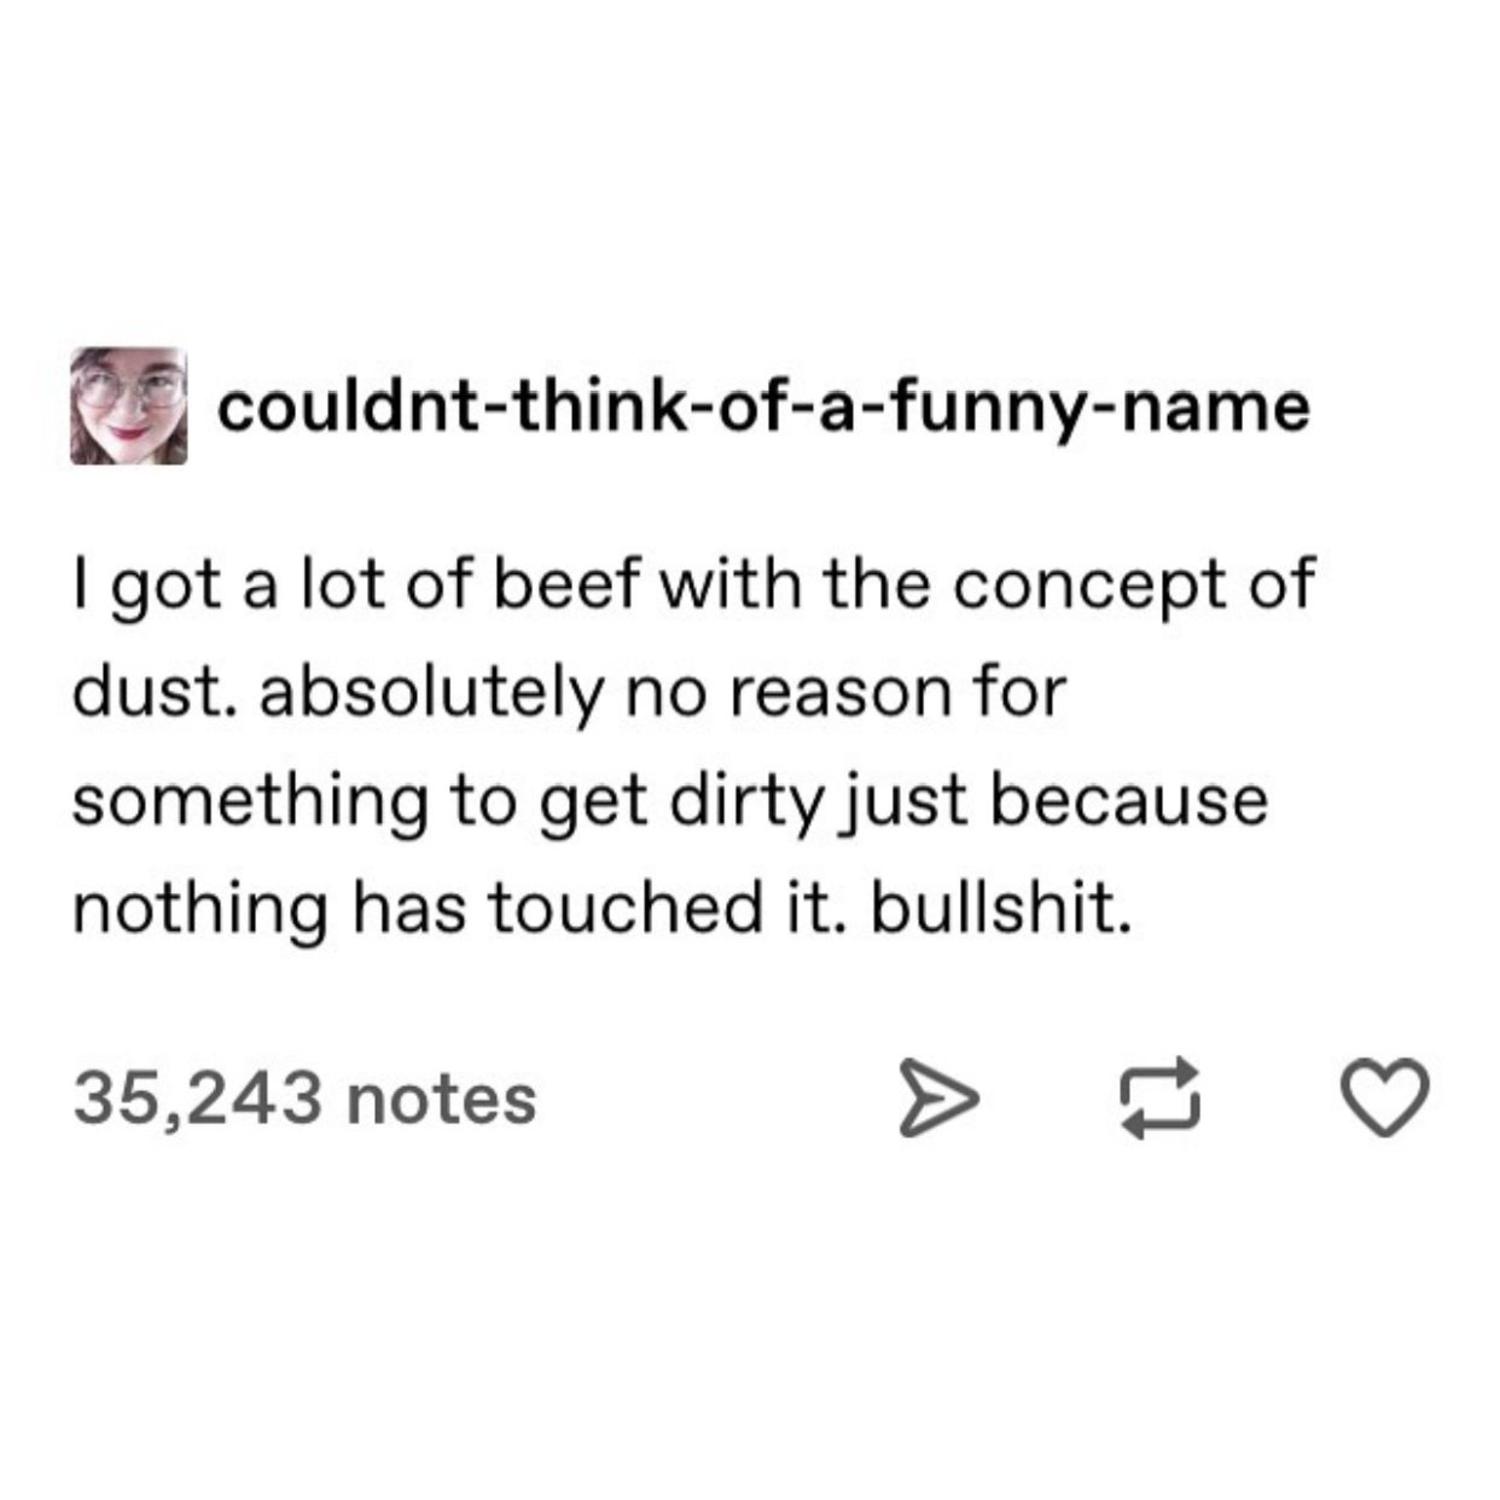 couldnt-think-of-a-funny-name
I got a lot of beef with the concept of
dust. absolutely no reason for
something to get dirty just because
nothing has touched it. bullshit.
35,243 notes